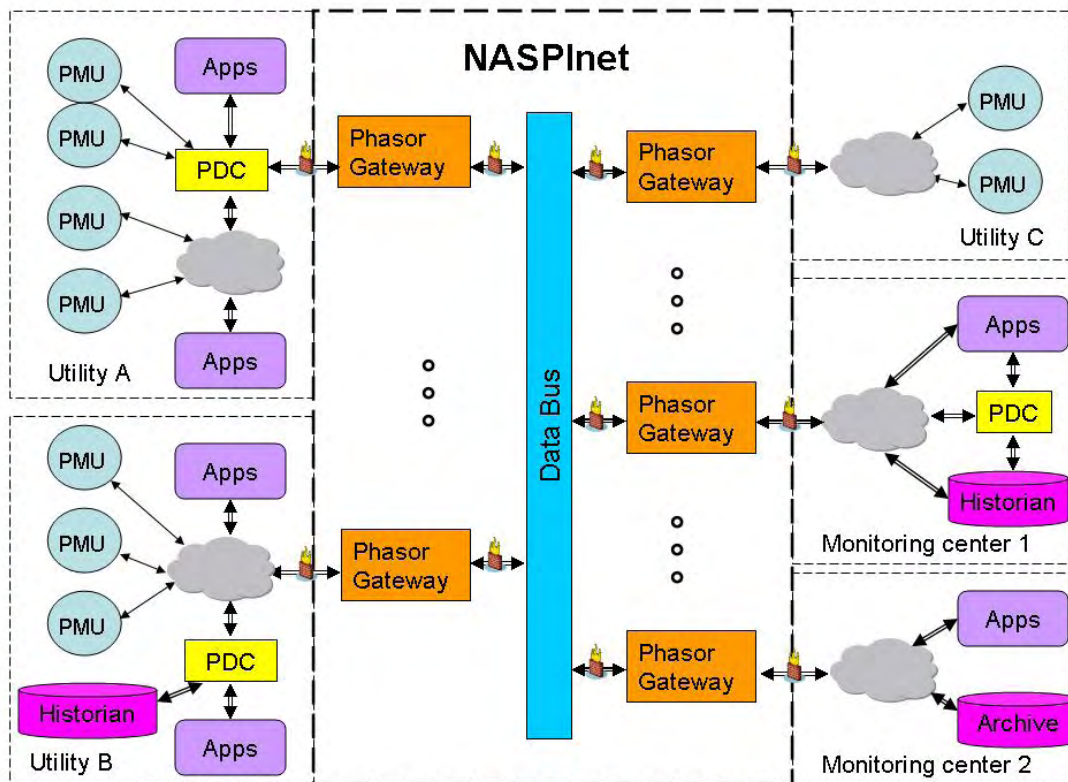 NASPInet
PMU
Apps
PMU
PDC
PMU
PMU
Apps
Utility A
PMU
Apps
PMU
PMU
PDC
Historian
Apps
Utility B
Phasor
Gateway
Phasor
Gateway
Data Bus
Phasor
Gateway
Phasor
Gateway
Phasor
Gateway
PMU
PMU
Utility C
Apps
PDC
Historian
Monitoring center 1
Apps
Archive
Monitoring center 2